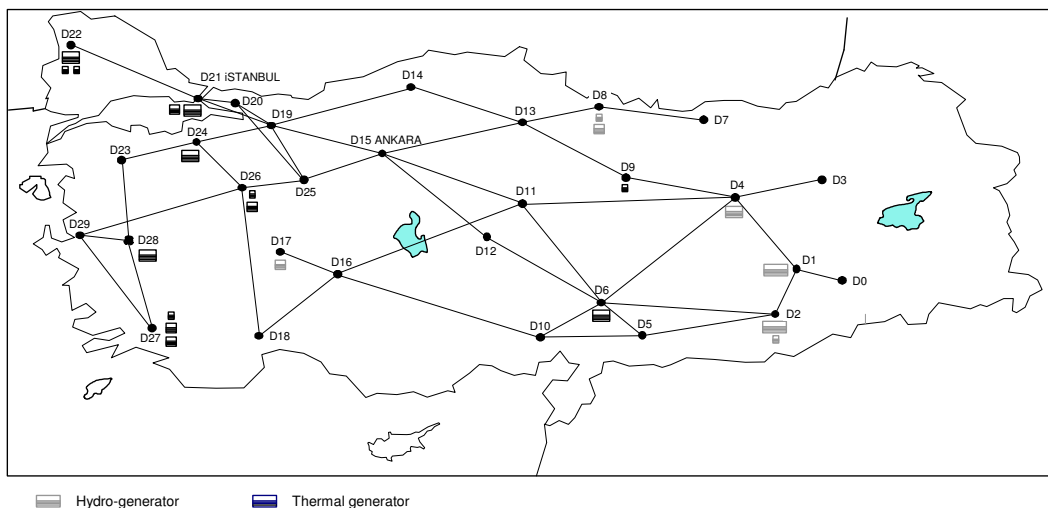 D22
D21 iSTANBUL
D20
D14
D19
D8
D13
D7
D24
D15 ANKARA
D23
D9
D4
D3
D26
D25
D11
D29
D28
D17
D16
D12
D1
D0
D6
D2
D27
D18
D10
D5
Hydro-generator
Thermal generator